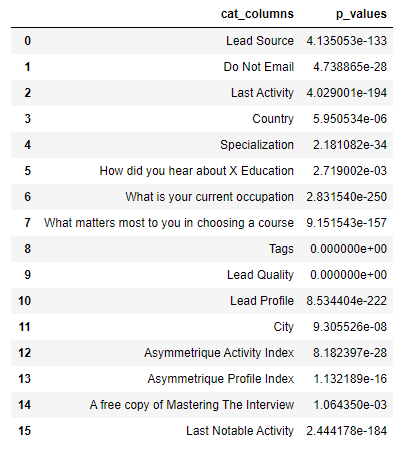 cat_columns p_values
0 Lead Source 4.135053e-133
1 Do Not Email 4.738865e-28
2 Last Activity 4.029001e-194
3 Country 5.950534e-06
4 Specialization 2.181082e-34
5 How did you hear about X Education 2.719002e-03
6 What is your current occupation 2.831540e-250
7 What matters most to you in choosing a course 9.151543e-157
8 Tags 0.000000e+00
9 Lead Quality 0.000000e+00
10 Lead Profile 8.534404e-222
11 City 9.305526e-08
12 Asymmetrique Activity Index 8.182397e-28
13 Asymmetrique Profile Index 1.132189e-16
14 A free copy of Mastering The Interview 1.064350e-03
15 Last Notable Activity 2.444178e-184